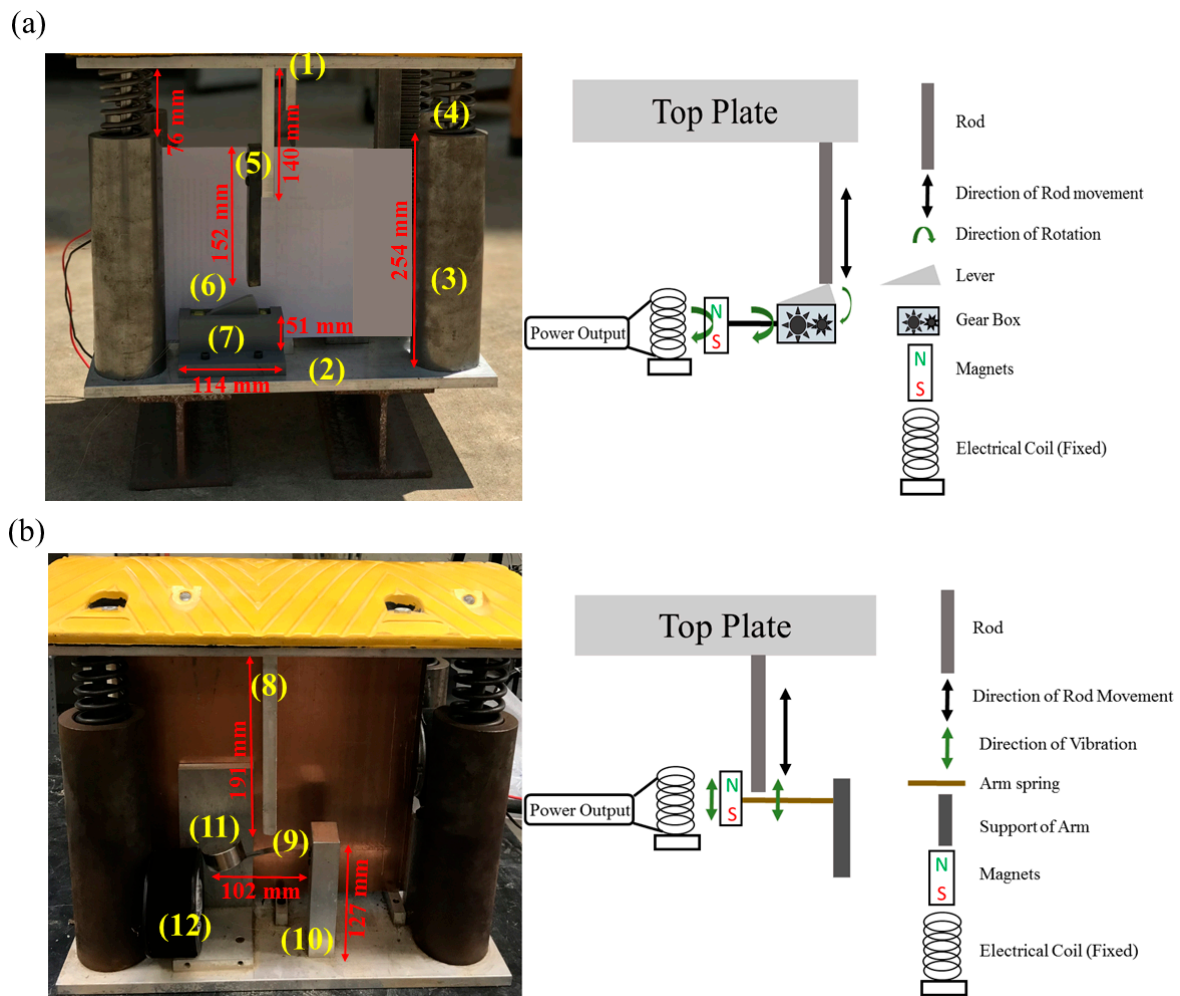 (a)
(1)
76 mm
140 mm
(4)
(5)
152 mm
254 mm
(3)
(6)
(7)
51 mm
(2)
114 mm
Top Plate
Power Output
N
S
Rod
Direction of Rod movement
Direction of Rotation
Lever
Gear Box
N
S
Magnets
Electrical Coil (Fixed)
(b)
(8)
191 mm
(11)
(9)
102 mm
127 mm
(12)
(10)
Top Plate
Power Output
N
S
Rod
Direction of Rod Movement
Direction of Vibration
Arm spring
Support of Arm
N
S
Magnets
Electrical Coil (Fixed)